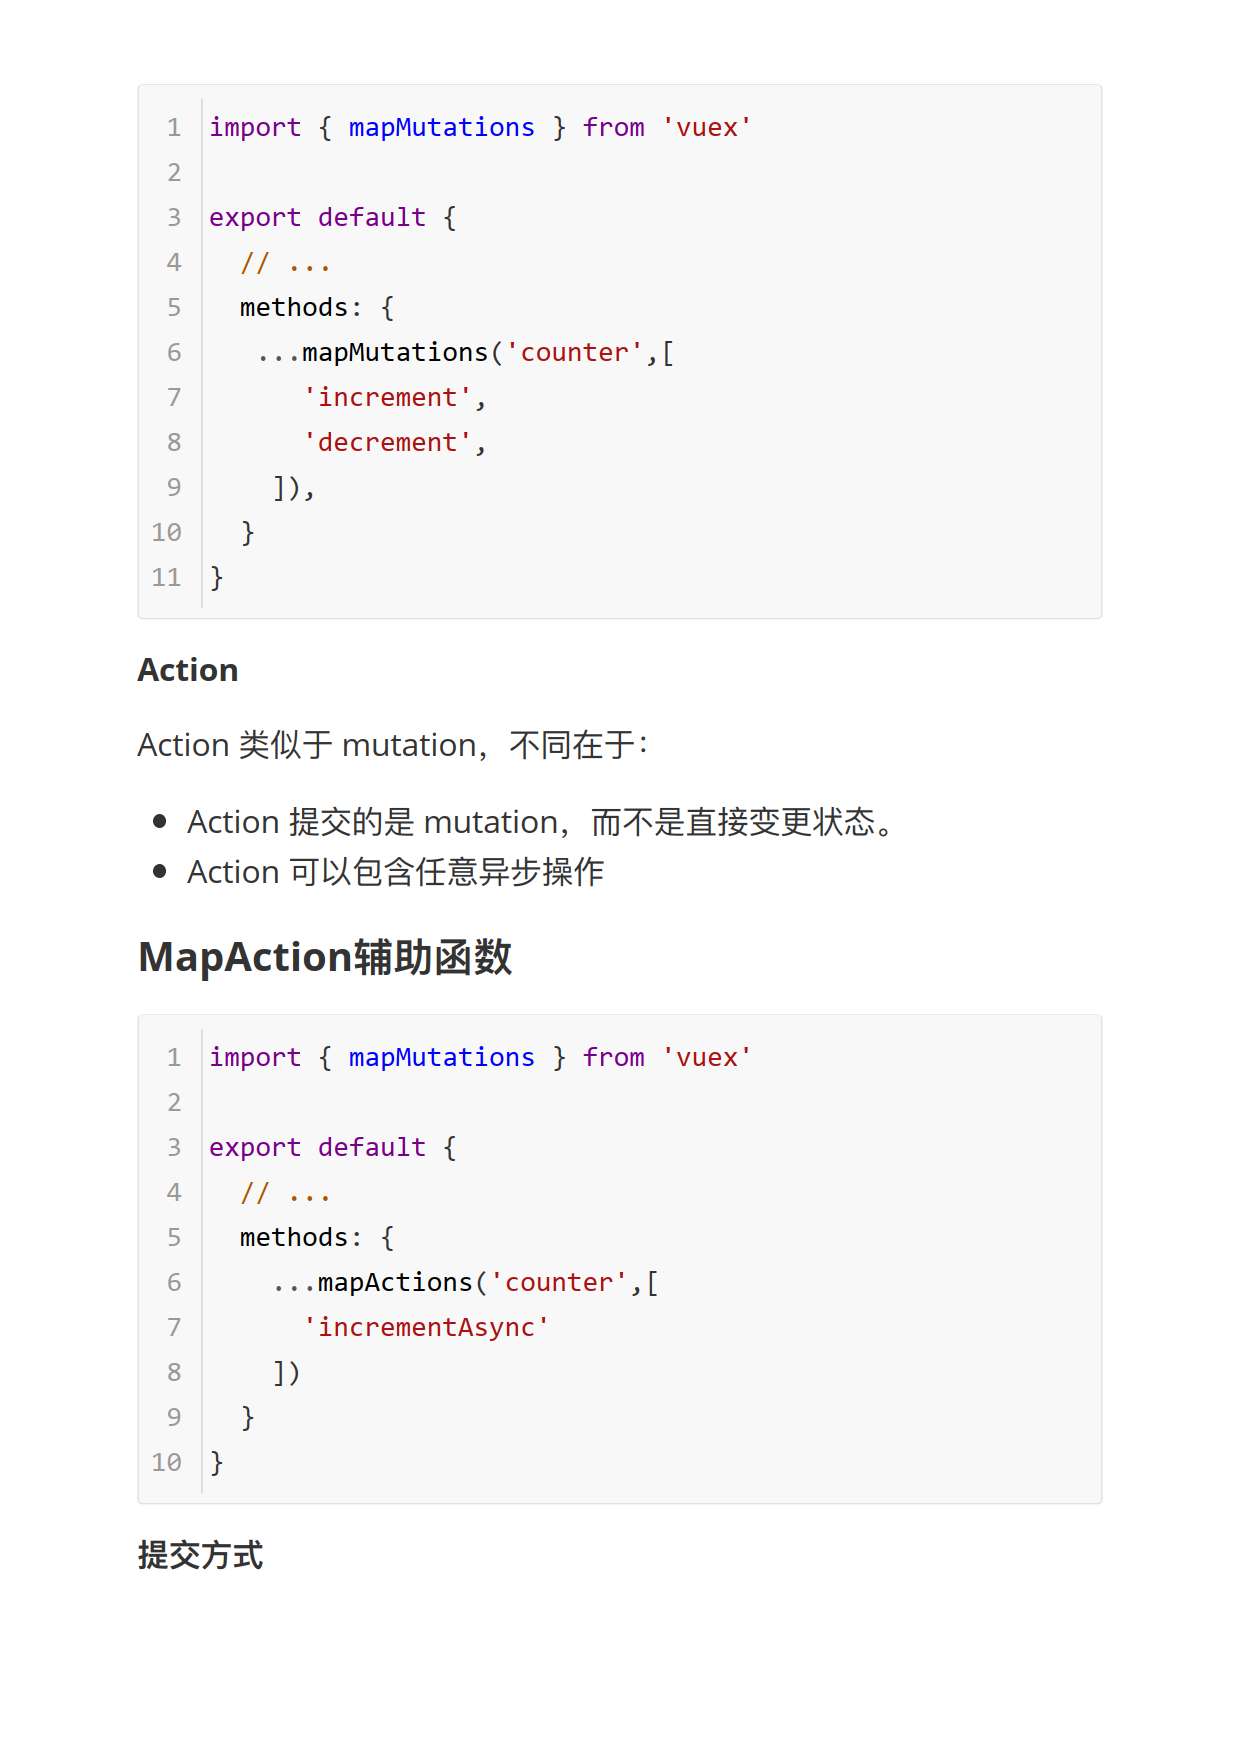 1 import { mapMutations } from 'vuex'
2
3 export default {
4   // ...
5   methods: {
6    ...mapMutations('counter',[
7       'increment',
8       'decrement',
9     ]),
10   }
11 }
Action
Action 类似于 mutation，不同在于：
● Action 提交的是 mutation，而不是直接变更状态。
● Action 可以包含任意异步操作
MapAction辅助函数
1 import { mapMutations } from 'vuex'
2
3 export default {
4   // ...
5   methods: {
6     ...mapActions('counter',[
7       'incrementAsync'
8     ])
9   }
10 }
提交方式